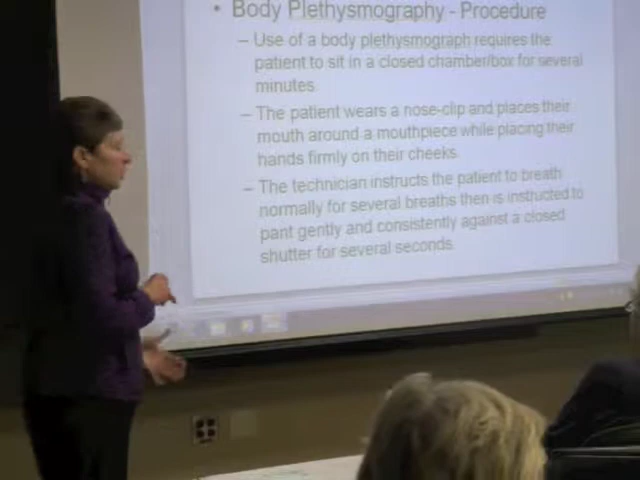 • Body Plethysmography - Procedure
– Use of a body plethysmograph requires the
patient to sit in a closed chamber/box for several
minutes.
– The patient wears a nose-clip and places their
mouth around a mouthpiece while placing their
hands firmly on their cheeks.
– The technician instructs the patient to breath
normally for several breaths then is instructed to
pant gently and consistently against a closed
shutter for several seconds.